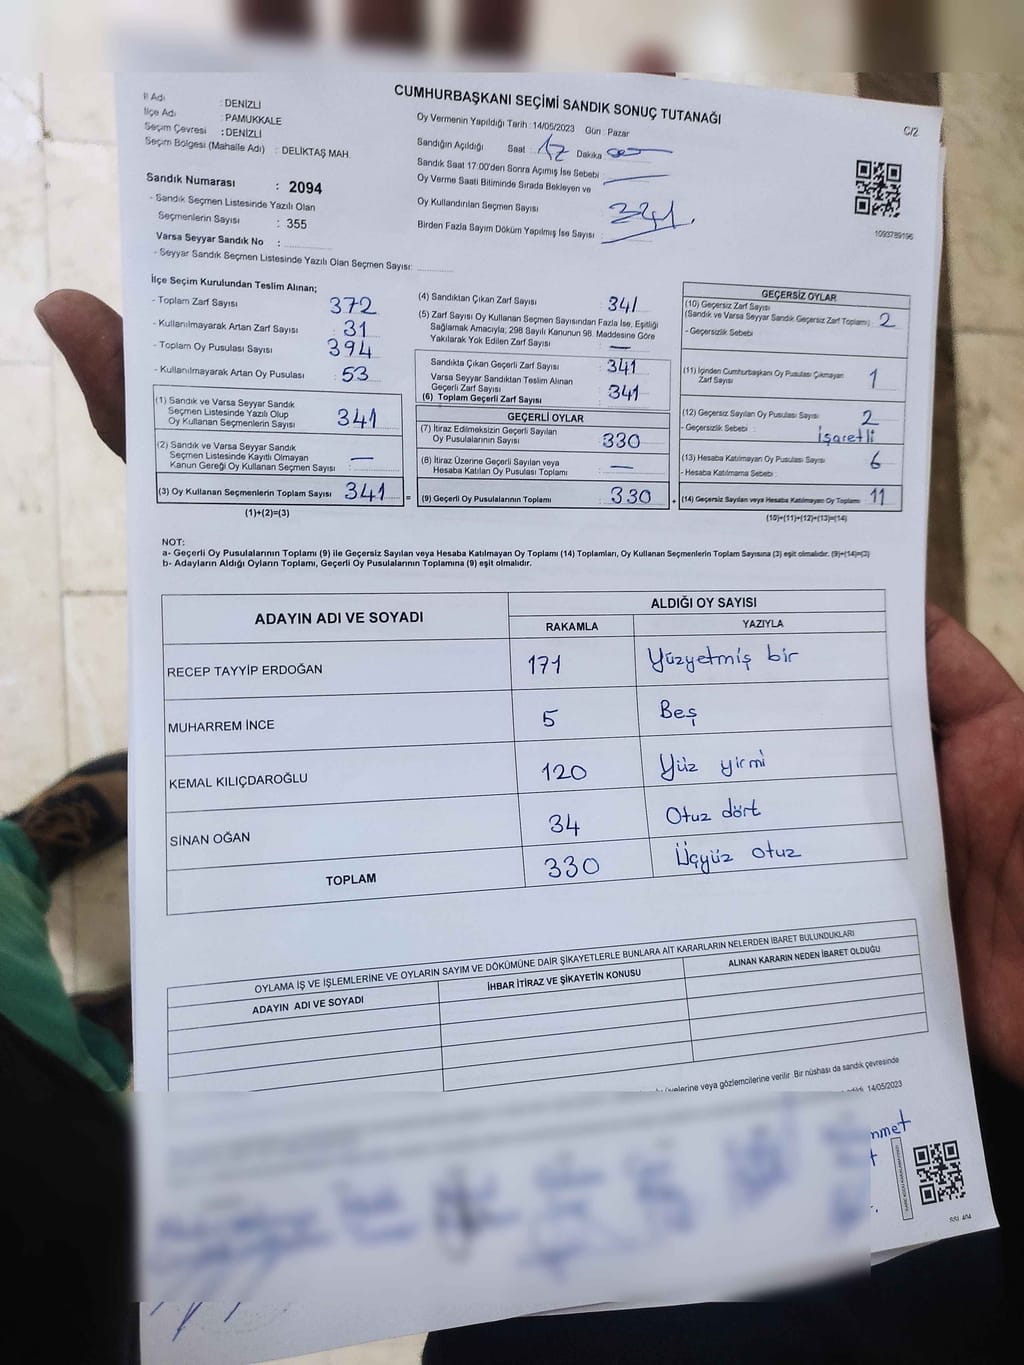 CUMHURBAŞKANI SEÇİMİ SANDIK SONUÇ TUTANAĞI
C/2
İl Adı : DENİZLİ
İlçe Adı : PAMUKKALE
Seçim Çevresi : DENİZLİ
Seçim Bölgesi (Mahalle Adı) : DELİKTAŞ MAH.
Sandık Numarası : 2094
- Sandık Seçmen Listesinde Yazılı Olan
Seçmenlerin Sayısı : 355
Varsa Seyyar Sandık No :
- Seyyar Sandık Seçmen Listesinde Yazılı Olan Seçmen Sayısı:
Oy Vermenin Yapıldığı Tarih : 14/05/2023 Gün : Pazar
Sandığın Açıldığı Saat : 17 Dakika
Sandık Saat 17:00'den Sonra Açımış İse Sebebi :
Oy Verme Saati Bitiminde Sırada Bekleyen ve
Oy Kullandırılan Seçmen Sayısı
Birden Fazla Sayım Döküm Yapılmış İse Sayısı :
341
1093789196
İlçe Seçim Kurulundan Teslim Alınan;
- Toplam Zarf Sayısı : 372
- Kullanılmayarak Artan Zarf Sayısı : 31
- Toplam Oy Pusulası Sayısı : 394
- Kullanılmayarak Artan Oy Pusulası : 53
(1) Sandık ve Varsa Seyyar Sandık
Seçmen Listesinde Yazılı Olup
Oy Kullanan Seçmenlerin Sayısı : 341
(2) Sandık ve Varsa Seyyar Sandık
Seçmen Listesinde Kayıtlı Olmayan
Kanun Gereği Oy Kullanan Seçmen Sayısı : —
(3) Oy Kullanan Seçmenlerin Toplam Sayısı : 341 =
(1)+(2)=(3)
(4) Sandıktan Çıkan Zarf Sayısı : 341
(5) Zarf Sayısı Oy Kullanan Seçmen Sayısından Fazla İse, Eşitliği
Sağlamak Amacıyla, 298 Sayılı Kanunun 98. Maddesine Göre
Yakılarak Yok Edilen Zarf Sayısı : —
Sandıkta Çıkan Geçerli Zarf Sayısı : 341
Varsa Seyyar Sandıktan Teslim Alınan
Geçerli Zarf Sayısı
(6) Toplam Geçerli Zarf Sayısı : 341
GEÇERLİ OYLAR
(7) İtiraz Edilmeksizin Geçerli Sayılan
Oy Pusulalarının Sayısı : 330
(8) İtiraz Üzerine Geçerli Sayılan veya
Hesaba Katılan Oy Pusulası Toplamı : —
(9) Geçerli Oy Pusulalarının Toplamı : 330 +
GEÇERSİZ OYLAR
(10) Geçersiz Zarf Sayısı
(Sandık ve Varsa Seyyar Sandık Geçersiz Zarf Toplamı) : 2
- Geçersizlik Sebebi :
(11) İçinden Cumhurbaşkanı Oy Pusulası Çıkmayan
Zarf Sayısı : 1
(12) Geçersiz Sayılan Oy Pusulası Sayısı : 2
- Geçersizlik Sebebi : İşaretli
(13) Hesaba Katılmayan Oy Pusulası Sayısı : 6
- Hesaba Katılmama Sebebi :
(14) Geçersiz Sayılan veya Hesaba Katılmayan Oy Toplamı : 11
(10)+(11)+(12)+(13)=(14)
NOT:
a- Geçerli Oy Pusulalarının Toplamı (9) ile Geçersiz Sayılan veya Hesaba Katılmayan Oy Toplamı (14) Toplamları, Oy Kullanan Seçmenlerin Toplam Sayısına (3) eşit olmalıdır. (9)+(14)=(3)
b- Adayların Aldığı Oyların Toplamı, Geçerli Oy Pusulalarının Toplamına (9) eşit olmalıdır.
ADAYIN ADI VE SOYADI ALDIĞI OY SAYISI
RAKAMLA YAZIYLA
RECEP TAYYİP ERDOĞAN 171 Yüzyetmiş bir
MUHARREM İNCE 5 Beş
KEMAL KILIÇDAROĞLU 120 Yüz yirmi
SİNAN OĞAN 34 Otuz dört
TOPLAM 330 Üçyüz otuz
OYLAMA İŞ VE İŞLEMLERİNE VE OYLARIN SAYIM VE DÖKÜMÜNE DAİR ŞİKAYETLERLE BUNLARA AİT KARARLARIN NELERDEN İBARET BULUNDUKLARI
ADAYIN ADI VE SOYADI İHBAR İTİRAZ VE ŞİKAYETİN KONUSU ALINAN KARARIN NEDEN İBARET OLDUĞU
üyelerine veya gözlemcilerine verilir. Bir nüshası da sandık çevresinde
14/05/2023